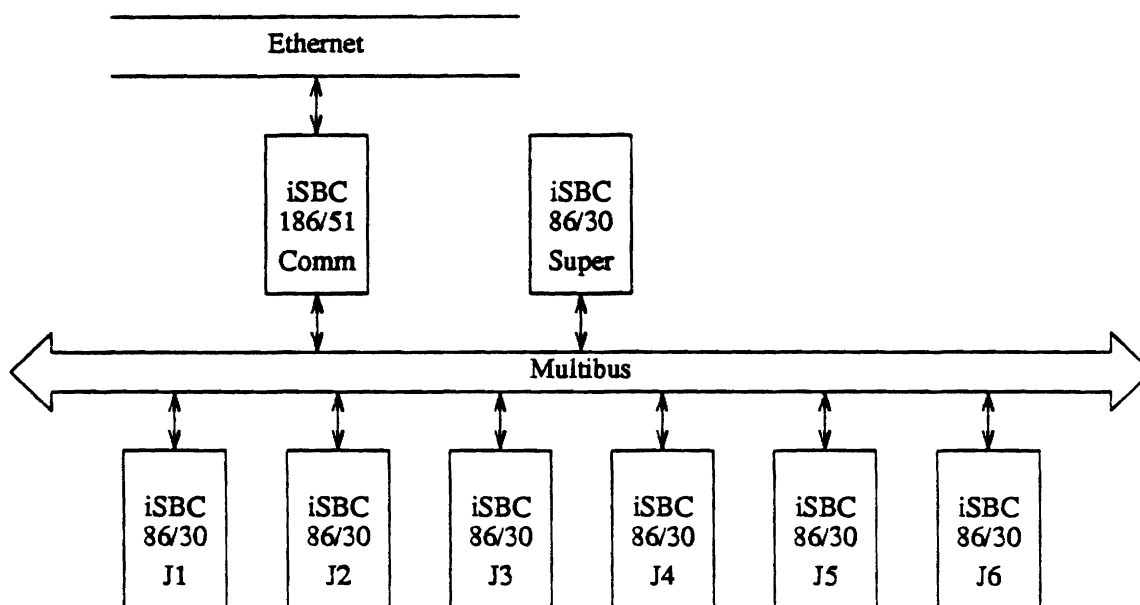 Ethernet
iSBC
186/51
Comm
iSBC
86/30
Super
Multibus
iSBC
86/30
J1
iSBC
86/30
J2
iSBC
86/30
J3
iSBC
86/30
J4
iSBC
86/30
J5
iSBC
86/30
J6